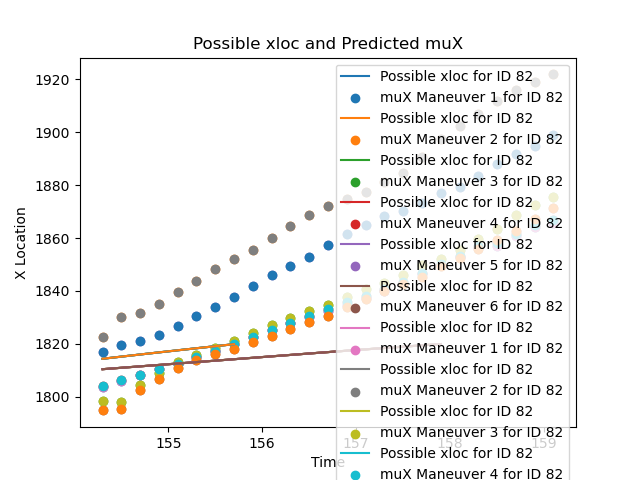 Possible xloc and Predicted muX
1920
1900
1880
1860
1840
1820
1800
X Location
155
156
157
158
159
Time
Possible xloc for ID 82
muX Maneuver 1 for ID 82
Possible xloc for ID 82
muX Maneuver 2 for ID 82
Possible xloc for ID 82
muX Maneuver 3 for ID 82
Possible xloc for ID 82
muX Maneuver 4 for ID 82
Possible xloc for ID 82
muX Maneuver 5 for ID 82
Possible xloc for ID 82
muX Maneuver 6 for ID 82
Possible xloc for ID 82
muX Maneuver 1 for ID 82
Possible xloc for ID 82
muX Maneuver 2 for ID 82
Possible xloc for ID 82
muX Maneuver 3 for ID 82
Possible xloc for ID 82
muX Maneuver 4 for ID 82